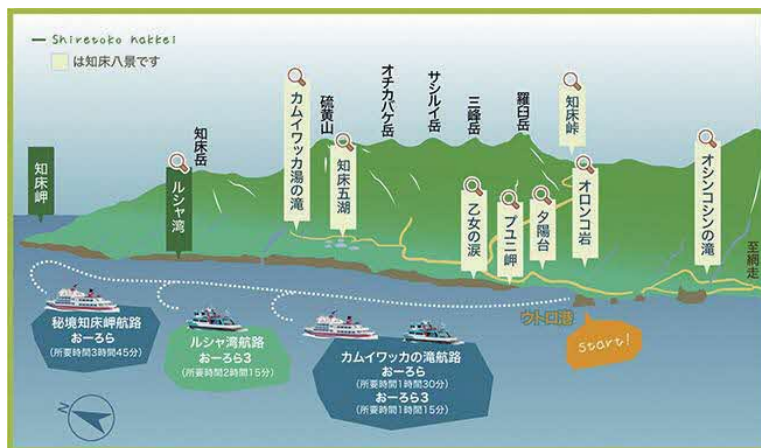 Shiretoko hakkei
は知床八景です
知床岬
ルシャ湾
知床岳
カムイワッカ湯の滝
硫黄山
知床五湖
オチカバケ岳
サシルイ岳
三峰岳
乙女の涙
羅臼岳
プユニ岬
夕陽台
知床峠
オロンコ岩
オシンコシンの滝
至網走
ウトロ港
start!
秘境知床岬航路
おーろら
(所要時間3時間45分)
ルシャ湾航路
おーろら3
(所要時間2時間15分)
カムイワッカの滝航路
おーろら
(所要時間1時間30分)
おーろら3
(所要時間1時間15分)
N